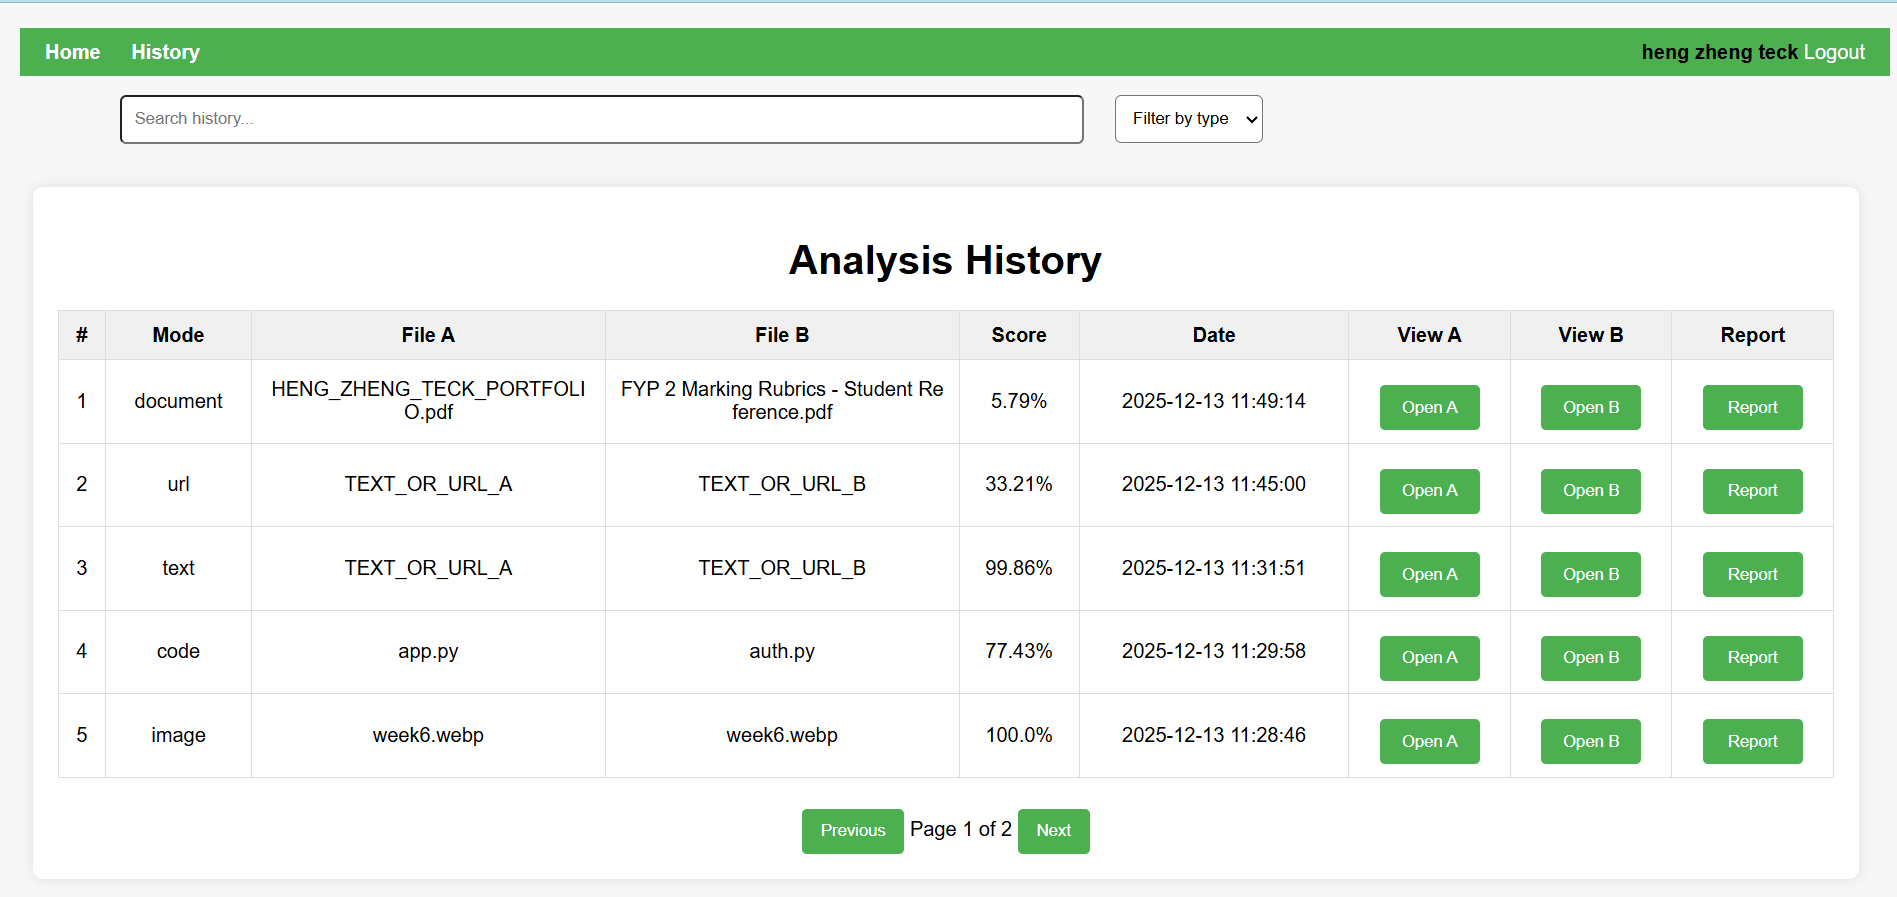 Home History heng zheng teck Logout
Search history... Filter by type
Analysis History
# Mode File A File B Score Date View A View B Report
1 document HENG_ZHENG_TECK_PORTFOLI
O.pdf FYP 2 Marking Rubrics - Student Re
ference.pdf 5.79% 2025-12-13 11:49:14 Open A Open B Report
2 url TEXT_OR_URL_A TEXT_OR_URL_B 33.21% 2025-12-13 11:45:00 Open A Open B Report
3 text TEXT_OR_URL_A TEXT_OR_URL_B 99.86% 2025-12-13 11:31:51 Open A Open B Report
4 code app.py auth.py 77.43% 2025-12-13 11:29:58 Open A Open B Report
5 image week6.webp week6.webp 100.0% 2025-12-13 11:28:46 Open A Open B Report
Previous Page 1 of 2 Next